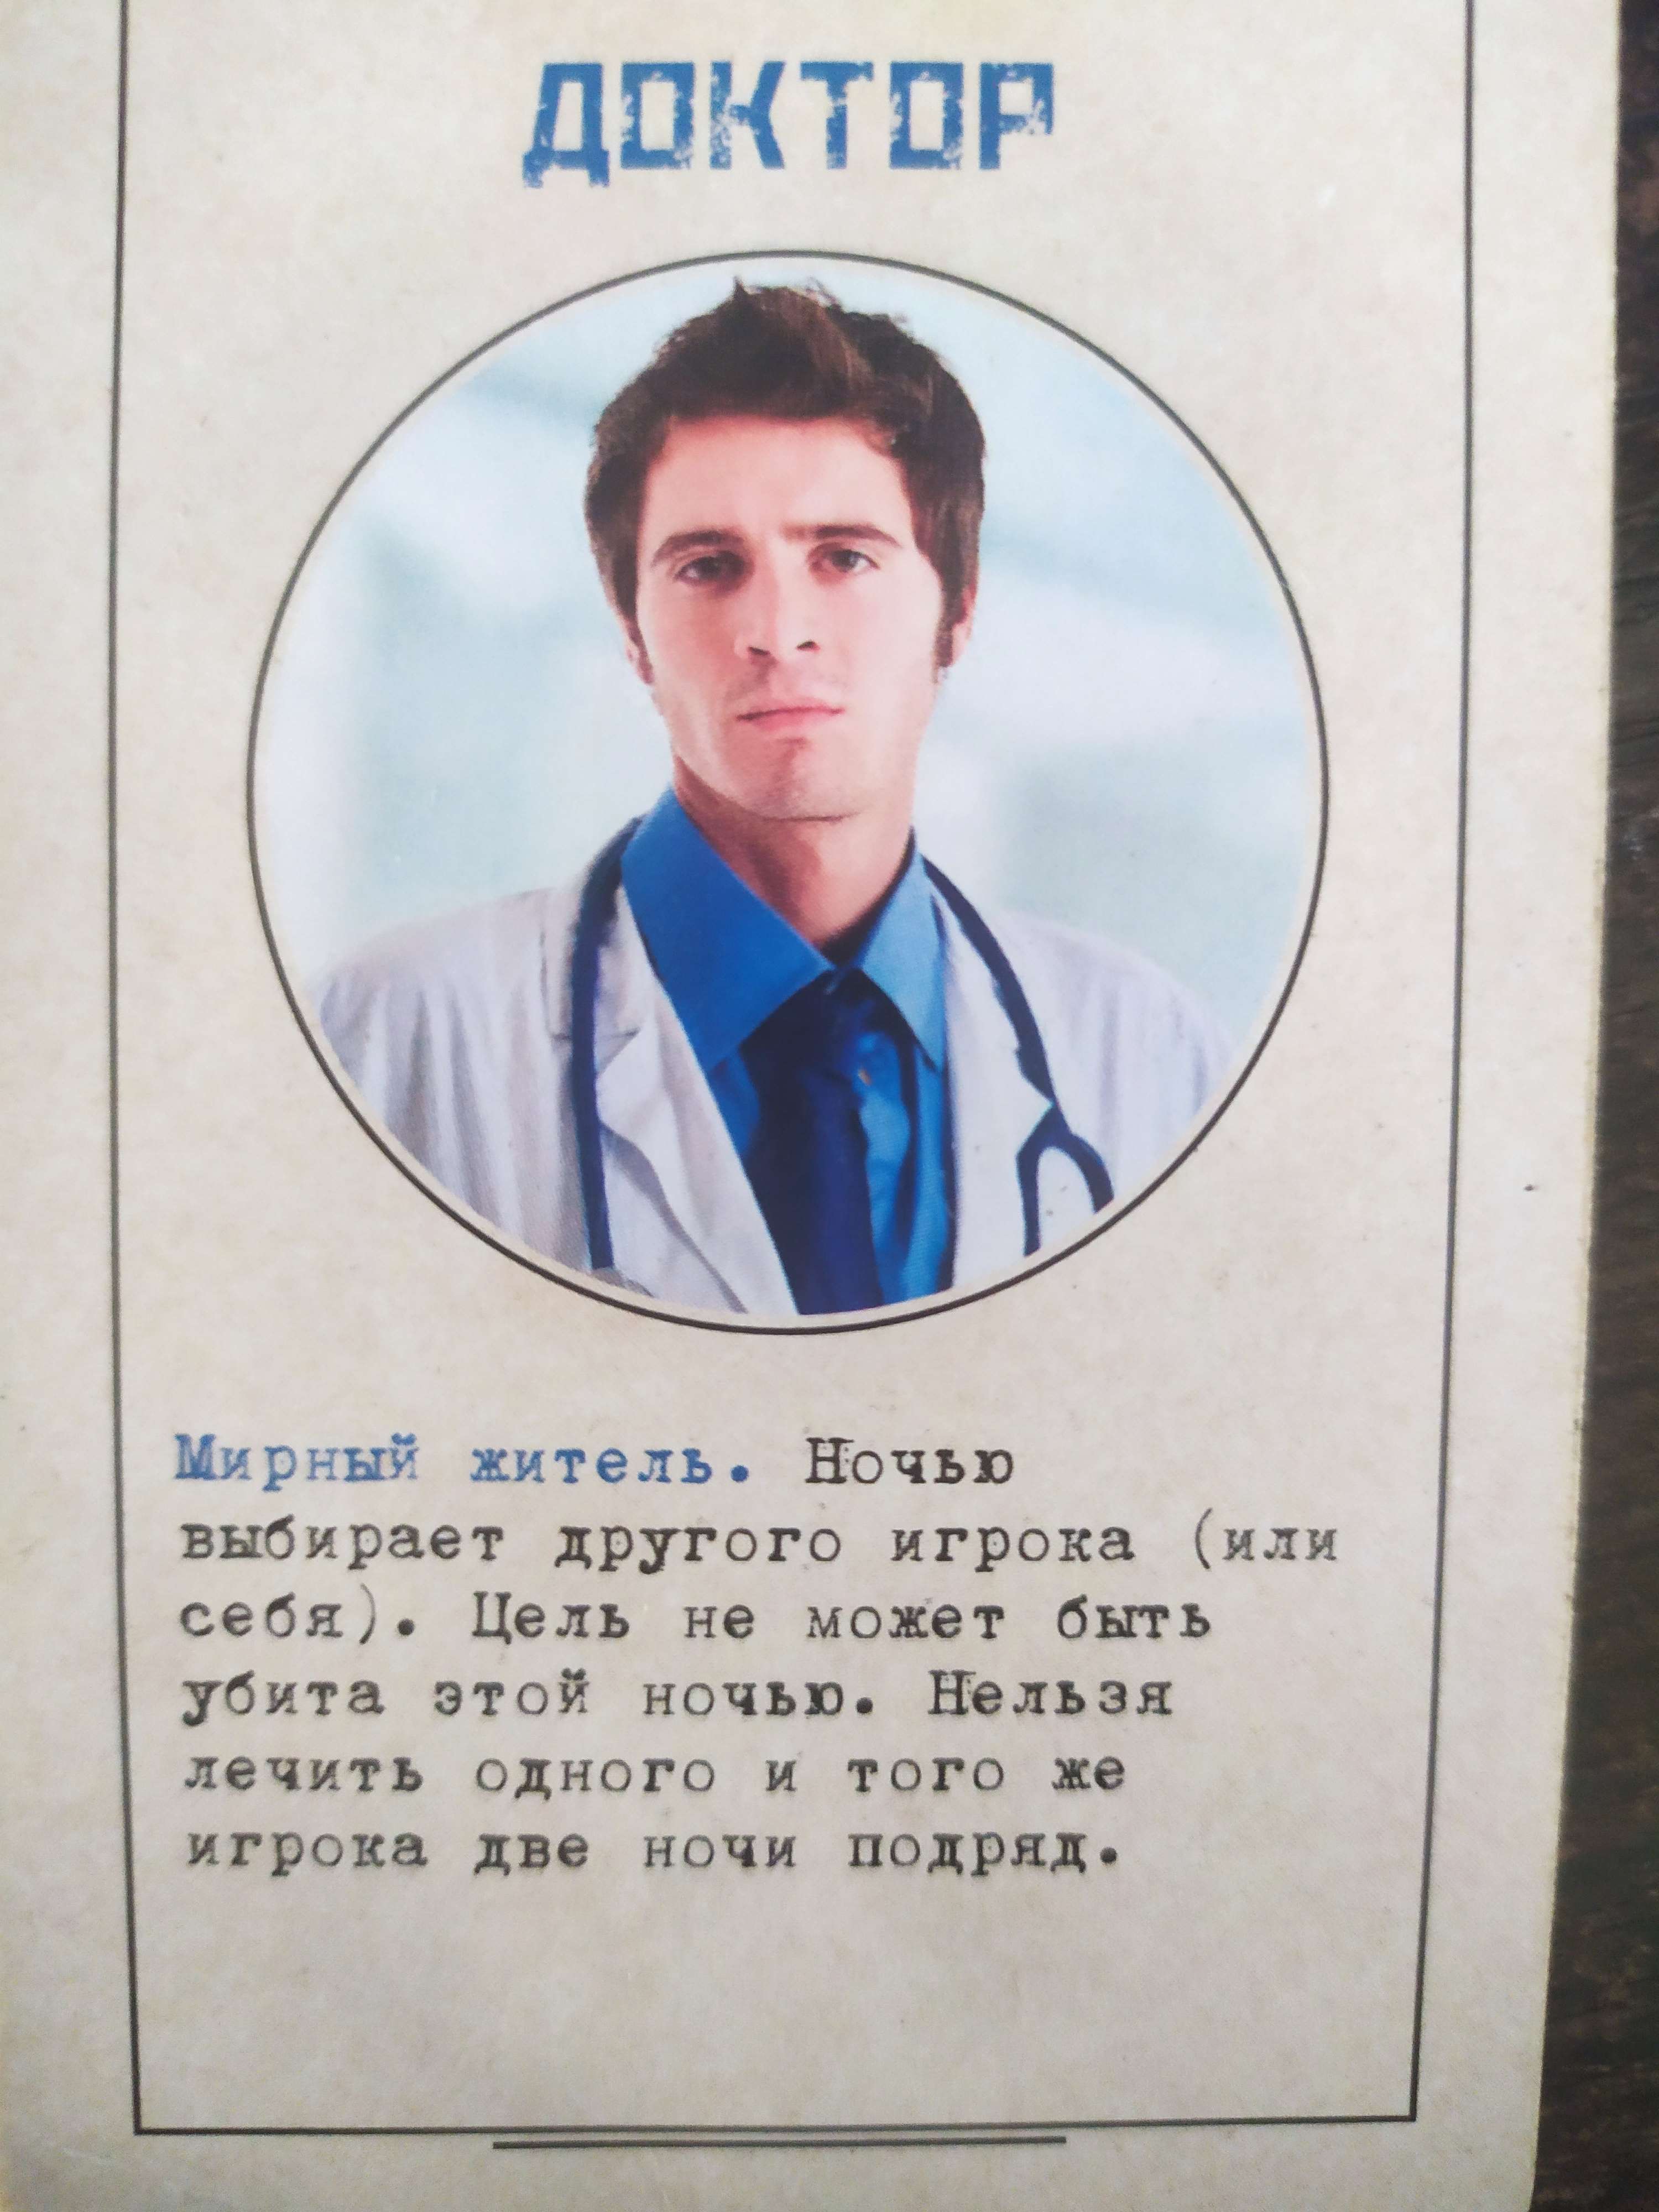 ДОКТОР
Мирный житель. Ночью
выбирает другого игрока (или
себя). Цель не может быть
убита этой ночью. Нельзя
лечить одного и того же
игрока две ночи подряд.